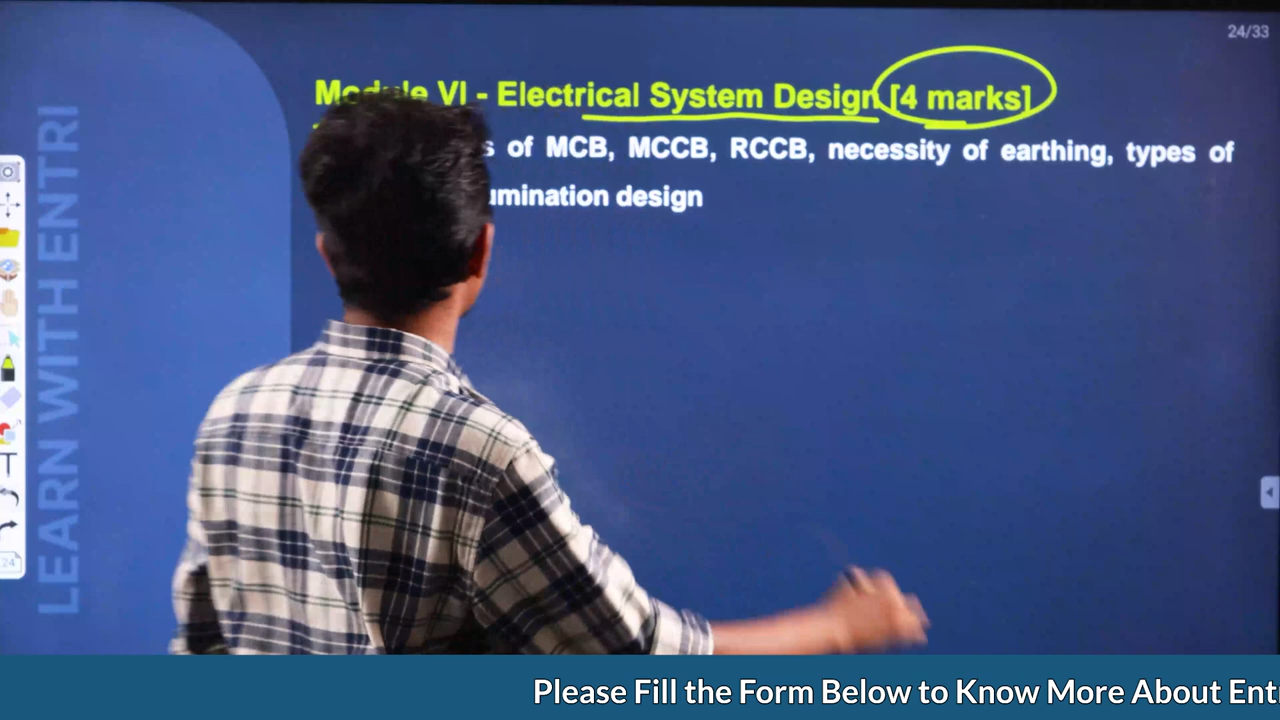 24/33
Module VI - Electrical System Design [4 marks]
of MCB, MCCB, RCCB, necessity of earthing, types of
design
LEARN WITH ENTRI
T
24
Please Fill the Form Below to Know More About Ent